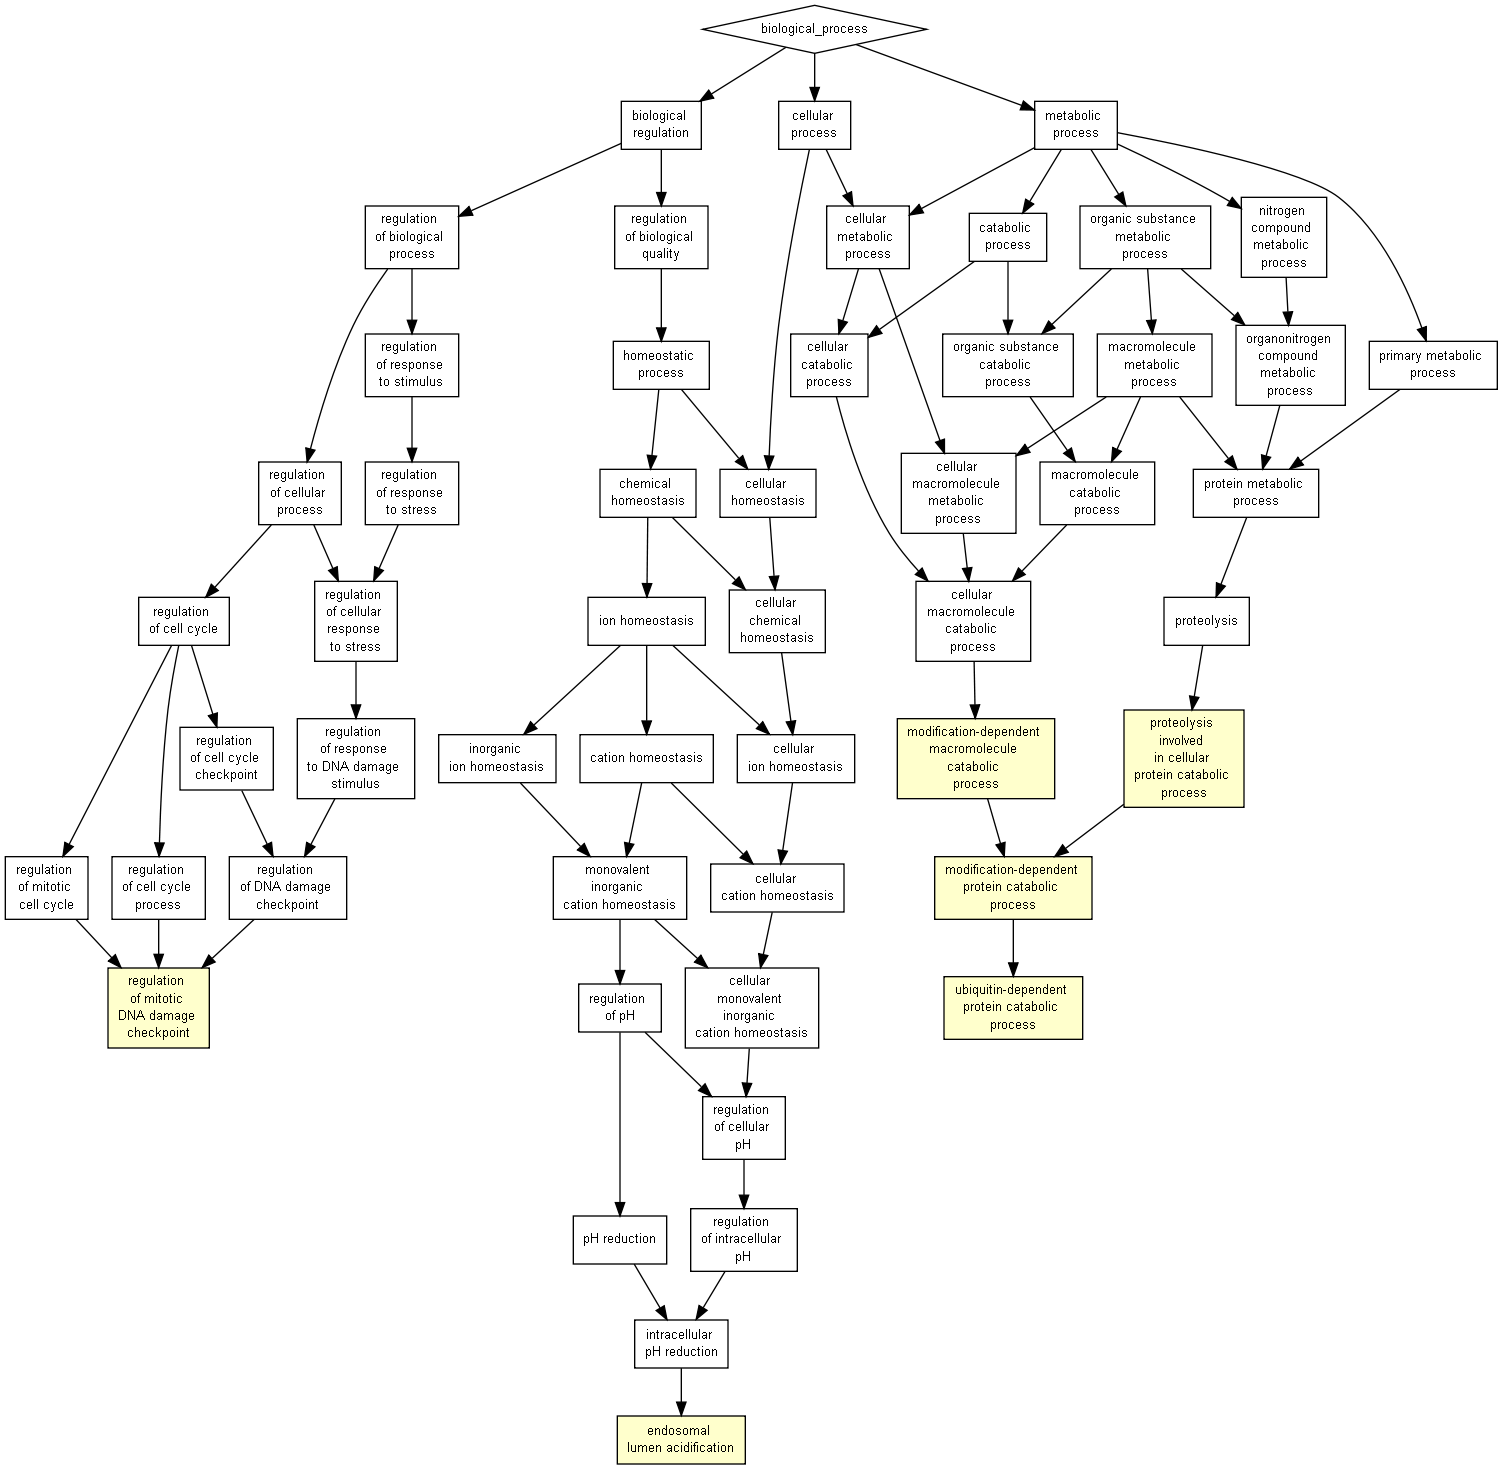 biological_process
biological
regulation
cellular
process
metabolic
process
regulation
of biological
process
regulation
of biological
quality
cellular
metabolic
process
catabolic
process
organic substance
metabolic
process
nitrogen
compound
metabolic
process
regulation
of response
to stimulus
homeostatic
process
cellular
catabolic
process
organic substance
catabolic
process
macromolecule
metabolic
process
organonitrogen
compound
metabolic
process
primary metabolic
process
regulation
of cellular
process
regulation
of response
to stress
chemical
homeostasis
cellular
homeostasis
cellular
macromolecule
metabolic
process
macromolecule
catabolic
process
protein metabolic
process
regulation
of cell cycle
regulation
of cellular
response
to stress
ion homeostasis
cellular
chemical
homeostasis
cellular
macromolecule
catabolic
process
proteolysis
regulation
of cell cycle
checkpoint
regulation
of response
to DNA damage
stimulus
inorganic
ion homeostasis
cation homeostasis
cellular
ion homeostasis
modification-dependent
macromolecule
catabolic
process
proteolysis
involved
in cellular
protein catabolic
process
regulation
of mitotic
cell cycle
regulation
of cell cycle
process
regulation
of DNA damage
checkpoint
monovalent
inorganic
cation homeostasis
cellular
cation homeostasis
modification-dependent
protein catabolic
process
regulation
of mitotic
DNA damage
checkpoint
regulation
of pH
cellular
monovalent
inorganic
cation homeostasis
ubiquitin-dependent
protein catabolic
process
regulation
of cellular
pH
pH reduction
regulation
of intracellular
pH
intracellular
pH reduction
endosomal
lumen acidification